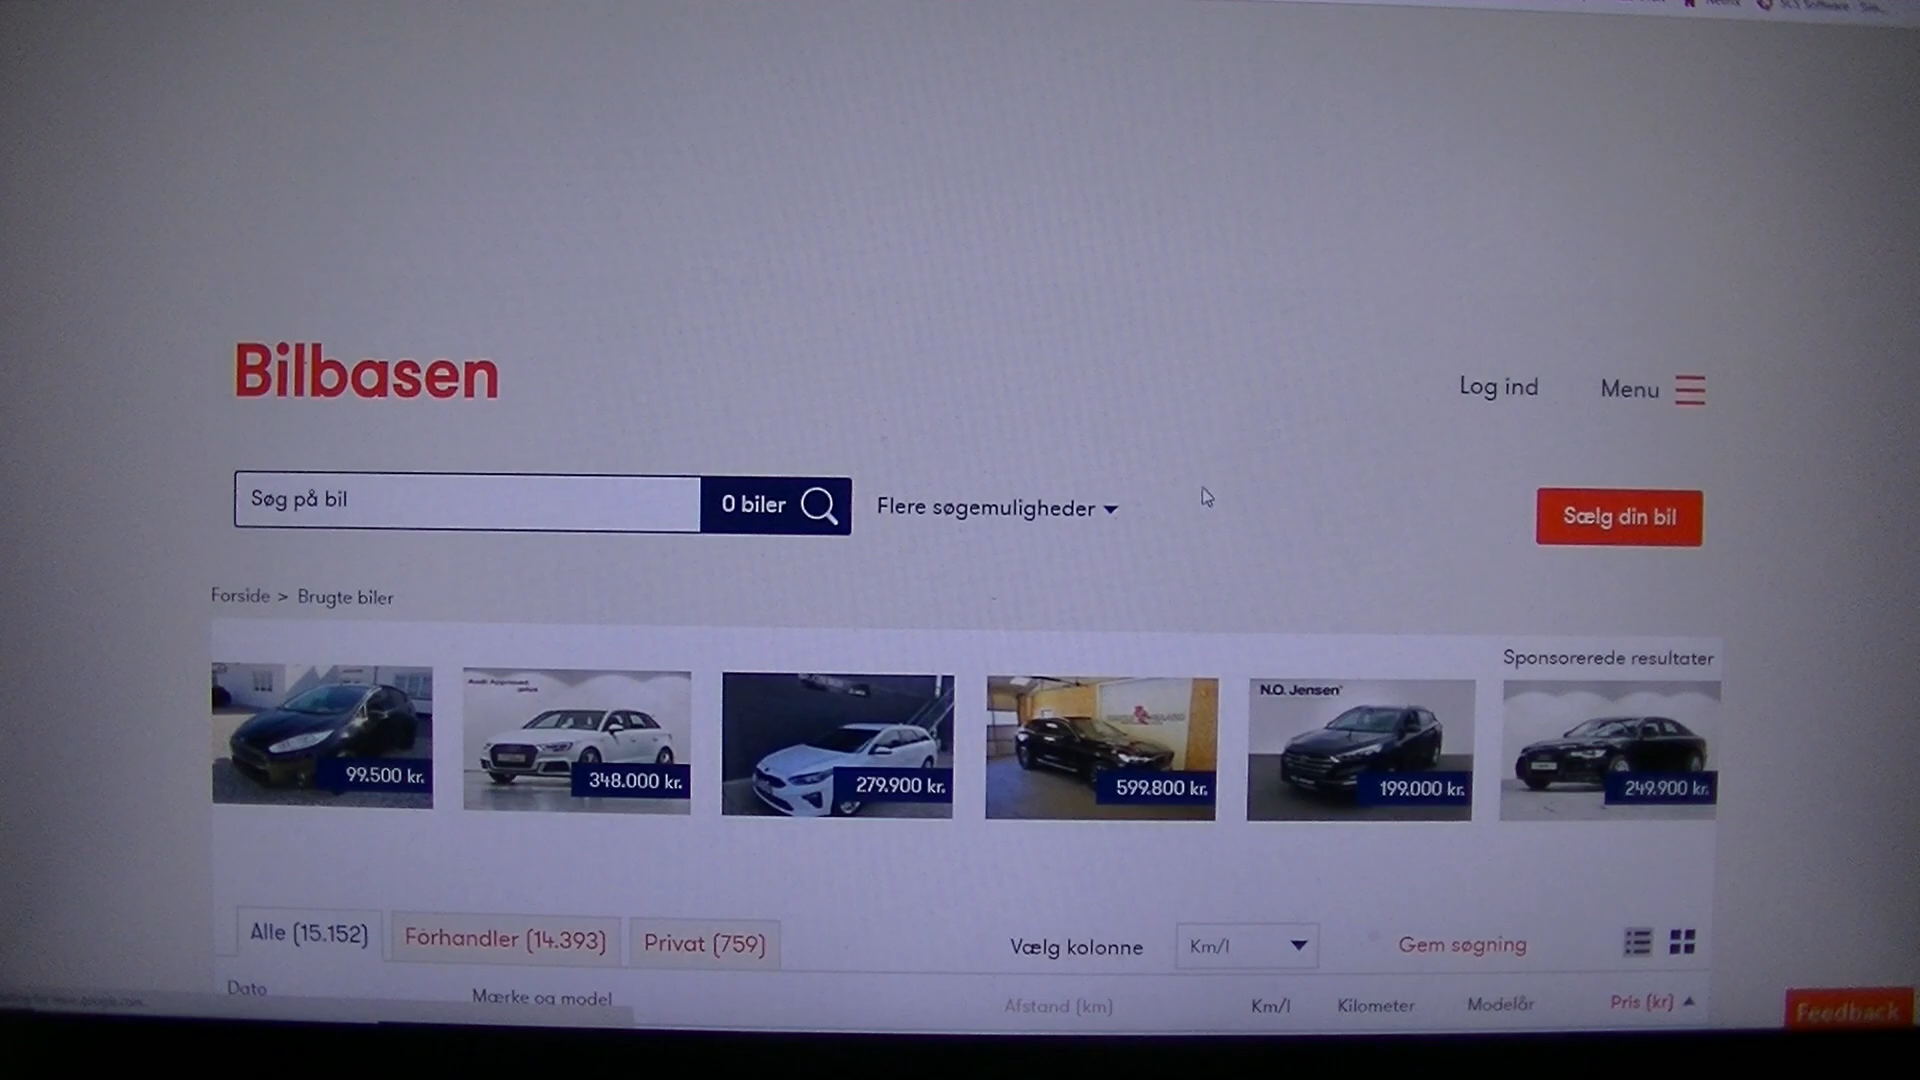 Bilbasen
Log ind
Menu
Søg på bil
0 biler
Flere søgemuligheder
Sælg din bil
Forside > Brugte biler
Sponsorerede resultater
Audi Approved
plus
N.O. Jensen
99.500 kr.
348.000 kr.
279.900 kr.
599.800 kr.
199.000 kr.
249.900 kr.
Alle (15.152)
Forhandler (14.393)
Privat (759)
Vælg kolonne
Km/l
Gem søgning
Dato
Mærke og model
Afstand (km)
Km/l
Kilometer
Modelår
Pris (kr)
Feedback